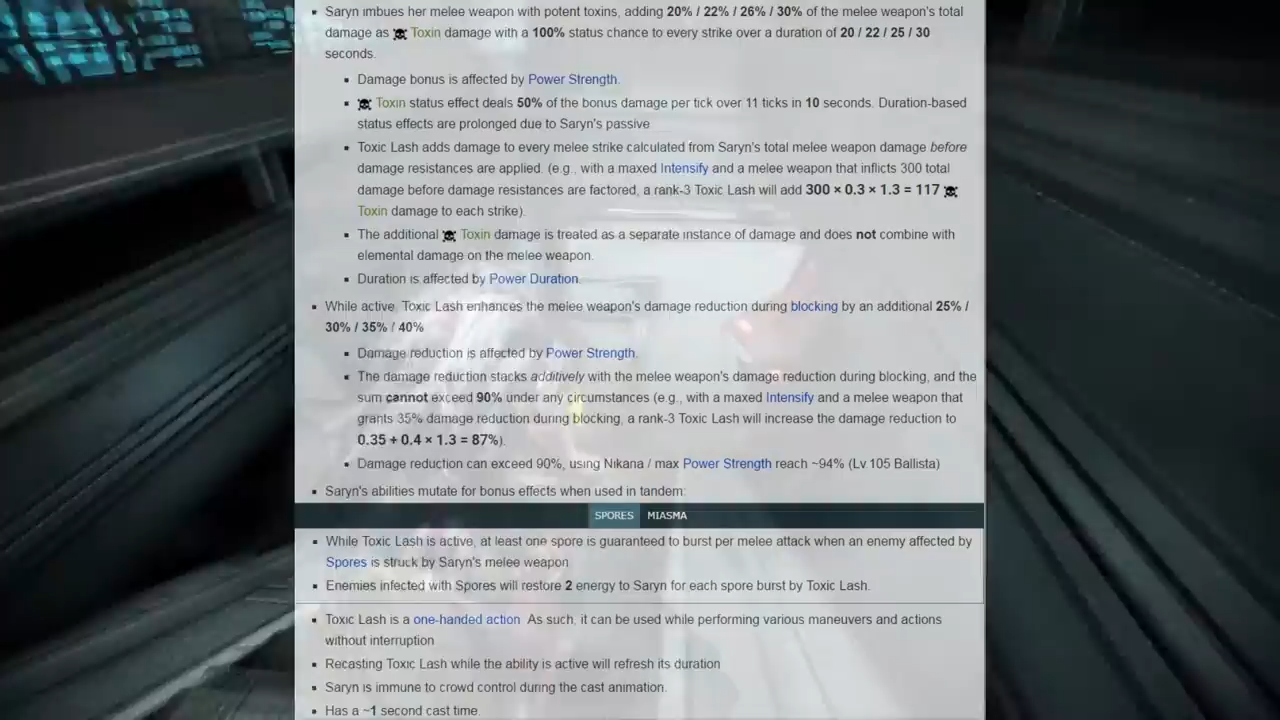 Saryn imbues her melee weapon with potent toxins, adding 20% / 22% / 26% / 30% of the melee weapon's total
damage as Toxin damage with a 100% status chance to every strike over a duration of 20 / 22 / 25 / 30
seconds.
Damage bonus is affected by Power Strength.
Toxin status effect deals 50% of the bonus damage per tick over 11 ticks in 10 seconds. Duration-based
status effects are prolonged due to Saryn's passive
Toxic Lash adds damage to every melee strike calculated from Saryn's total melee weapon damage before
damage resistances are applied. (e.g., with a maxed Intensify and a melee weapon that inflicts 300 total
damage before damage resistances are factored, a rank-3 Toxic Lash will add 300 × 0.3 × 1.3 = 117
Toxin damage to each strike).
The additional Toxin damage is treated as a separate instance of damage and does not combine with
elemental damage on the melee weapon.
Duration is affected by Power Duration.
While active, Toxic Lash enhances the melee weapon's damage reduction during blocking by an additional 25% /
30% / 35% / 40%
Damage reduction is affected by Power Strength.
The damage reduction stacks additively with the melee weapon's damage reduction during blocking, and the
sum cannot exceed 90% under any circumstances (e.g., with a maxed Intensify and a melee weapon that
grants 35% damage reduction during blocking, a rank-3 Toxic Lash will increase the damage reduction to
0.35 + 0.4 × 1.3 = 87%).
Damage reduction can exceed 90%, using Nikana / max Power Strength reach ~94% (Lv 105 Ballista)
Saryn's abilities mutate for bonus effects when used in tandem:
SPORES MIASMA
While Toxic Lash is active, at least one spore is guaranteed to burst per melee attack when an enemy affected by
Spores is struck by Saryn's melee weapon.
Enemies infected with Spores will restore 2 energy to Saryn for each spore burst by Toxic Lash.
Toxic Lash is a one-handed action. As such, it can be used while performing various maneuvers and actions
without interruption
Recasting Toxic Lash while the ability is active will refresh its duration
Saryn is immune to crowd control during the cast animation.
Has a ~1 second cast time.